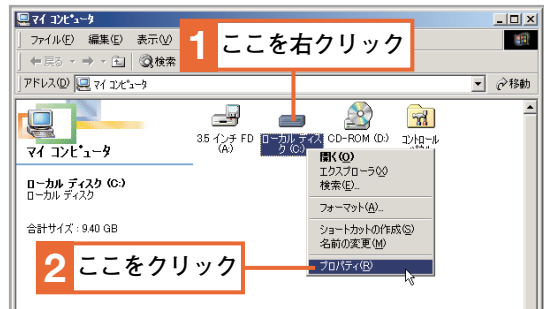 マイ コンピュータ
ファイル(F) 編集(E) 表示(V)
1 ここを右クリック
戻る 検索
アドレス(D) マイ コンピュータ 移動
3.5 インチ FD (A:)
ローカル ディスク (C:)
CD-ROM (D:)
コントロール
マイ コンピュータ
ローカル ディスク (C:)
ローカル ディスク
合計サイズ : 9.40 GB
開く(O)
エクスプローラ(X)
検索(E)...
フォーマット(A)...
ショートカットの作成(S)
名前の変更(M)
プロパティ(R)
2 ここをクリック